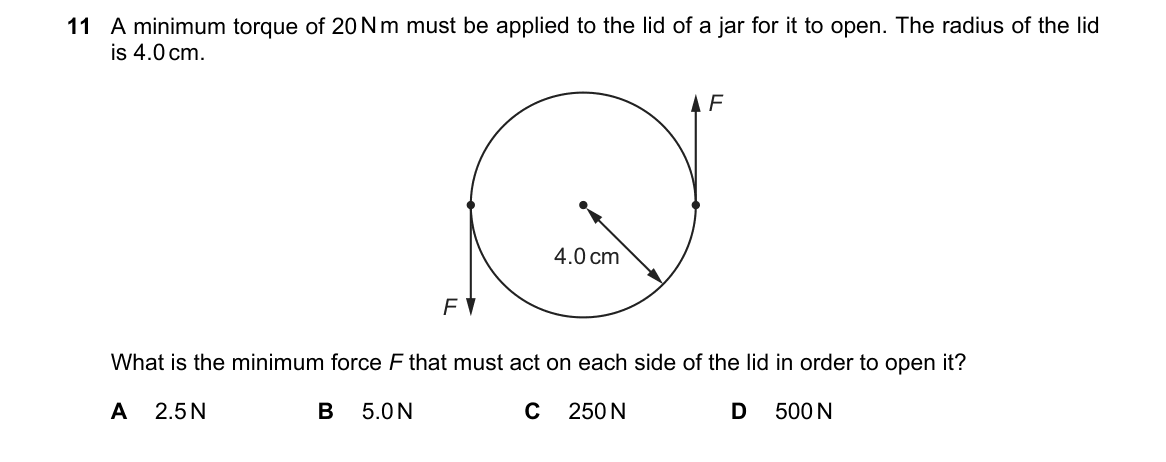 11 A minimum torque of 20 N m must be applied to the lid of a jar for it to open. The radius of the lid
is 4.0 cm.
F
4.0 cm
F
What is the minimum force F that must act on each side of the lid in order to open it?
A 2.5 N B 5.0 N C 250 N D 500 N